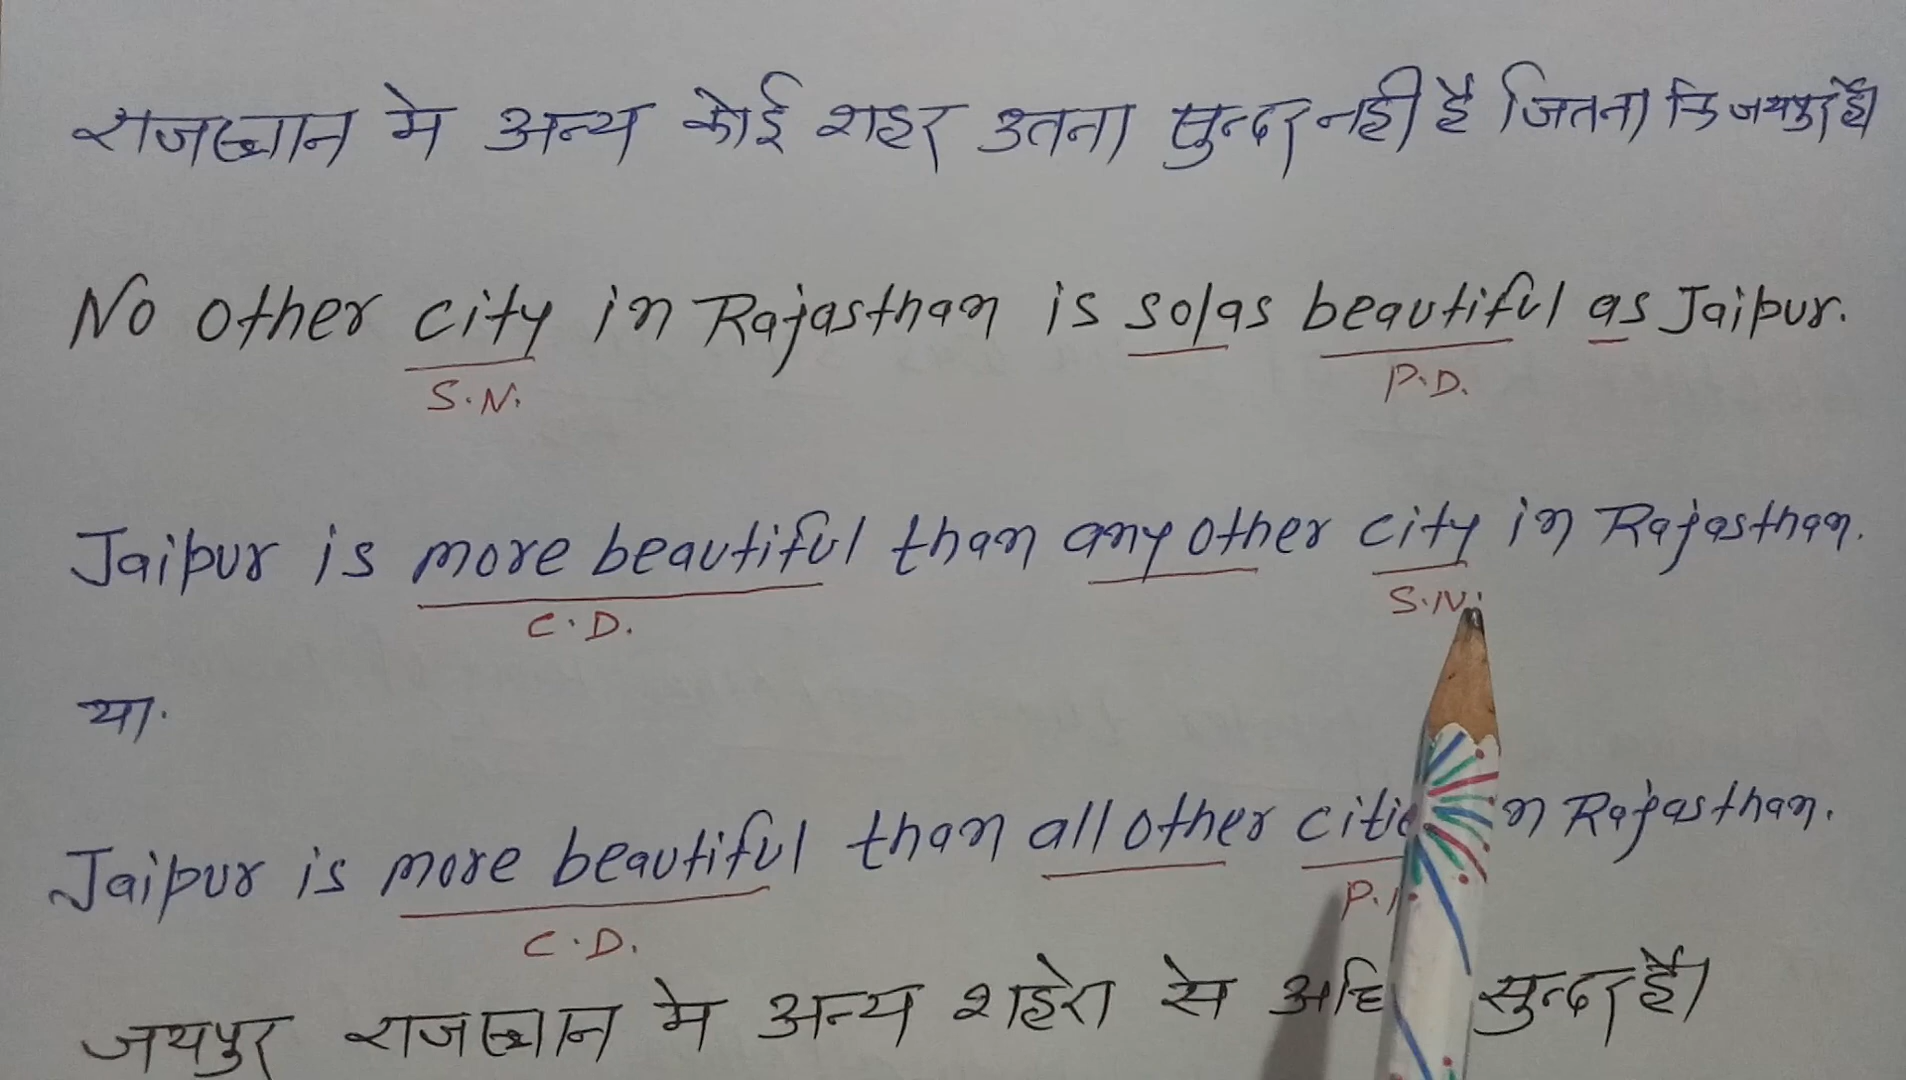 राजस्थान मे अन्य कोई शहर उतना सुन्दर नही है जितना कि जयपुर है।
No other city in Rajasthan is so/as beautiful as Jaipur.
S.N. P.D.
Jaipur is more beautiful than any other city in Rajasthan.
C.D. S.N.
या
Jaipur is more beautiful than all other in Rajasthan.
C.D.
जयपुर राजस्थान मे अन्य शहरो से सुन्दर है।